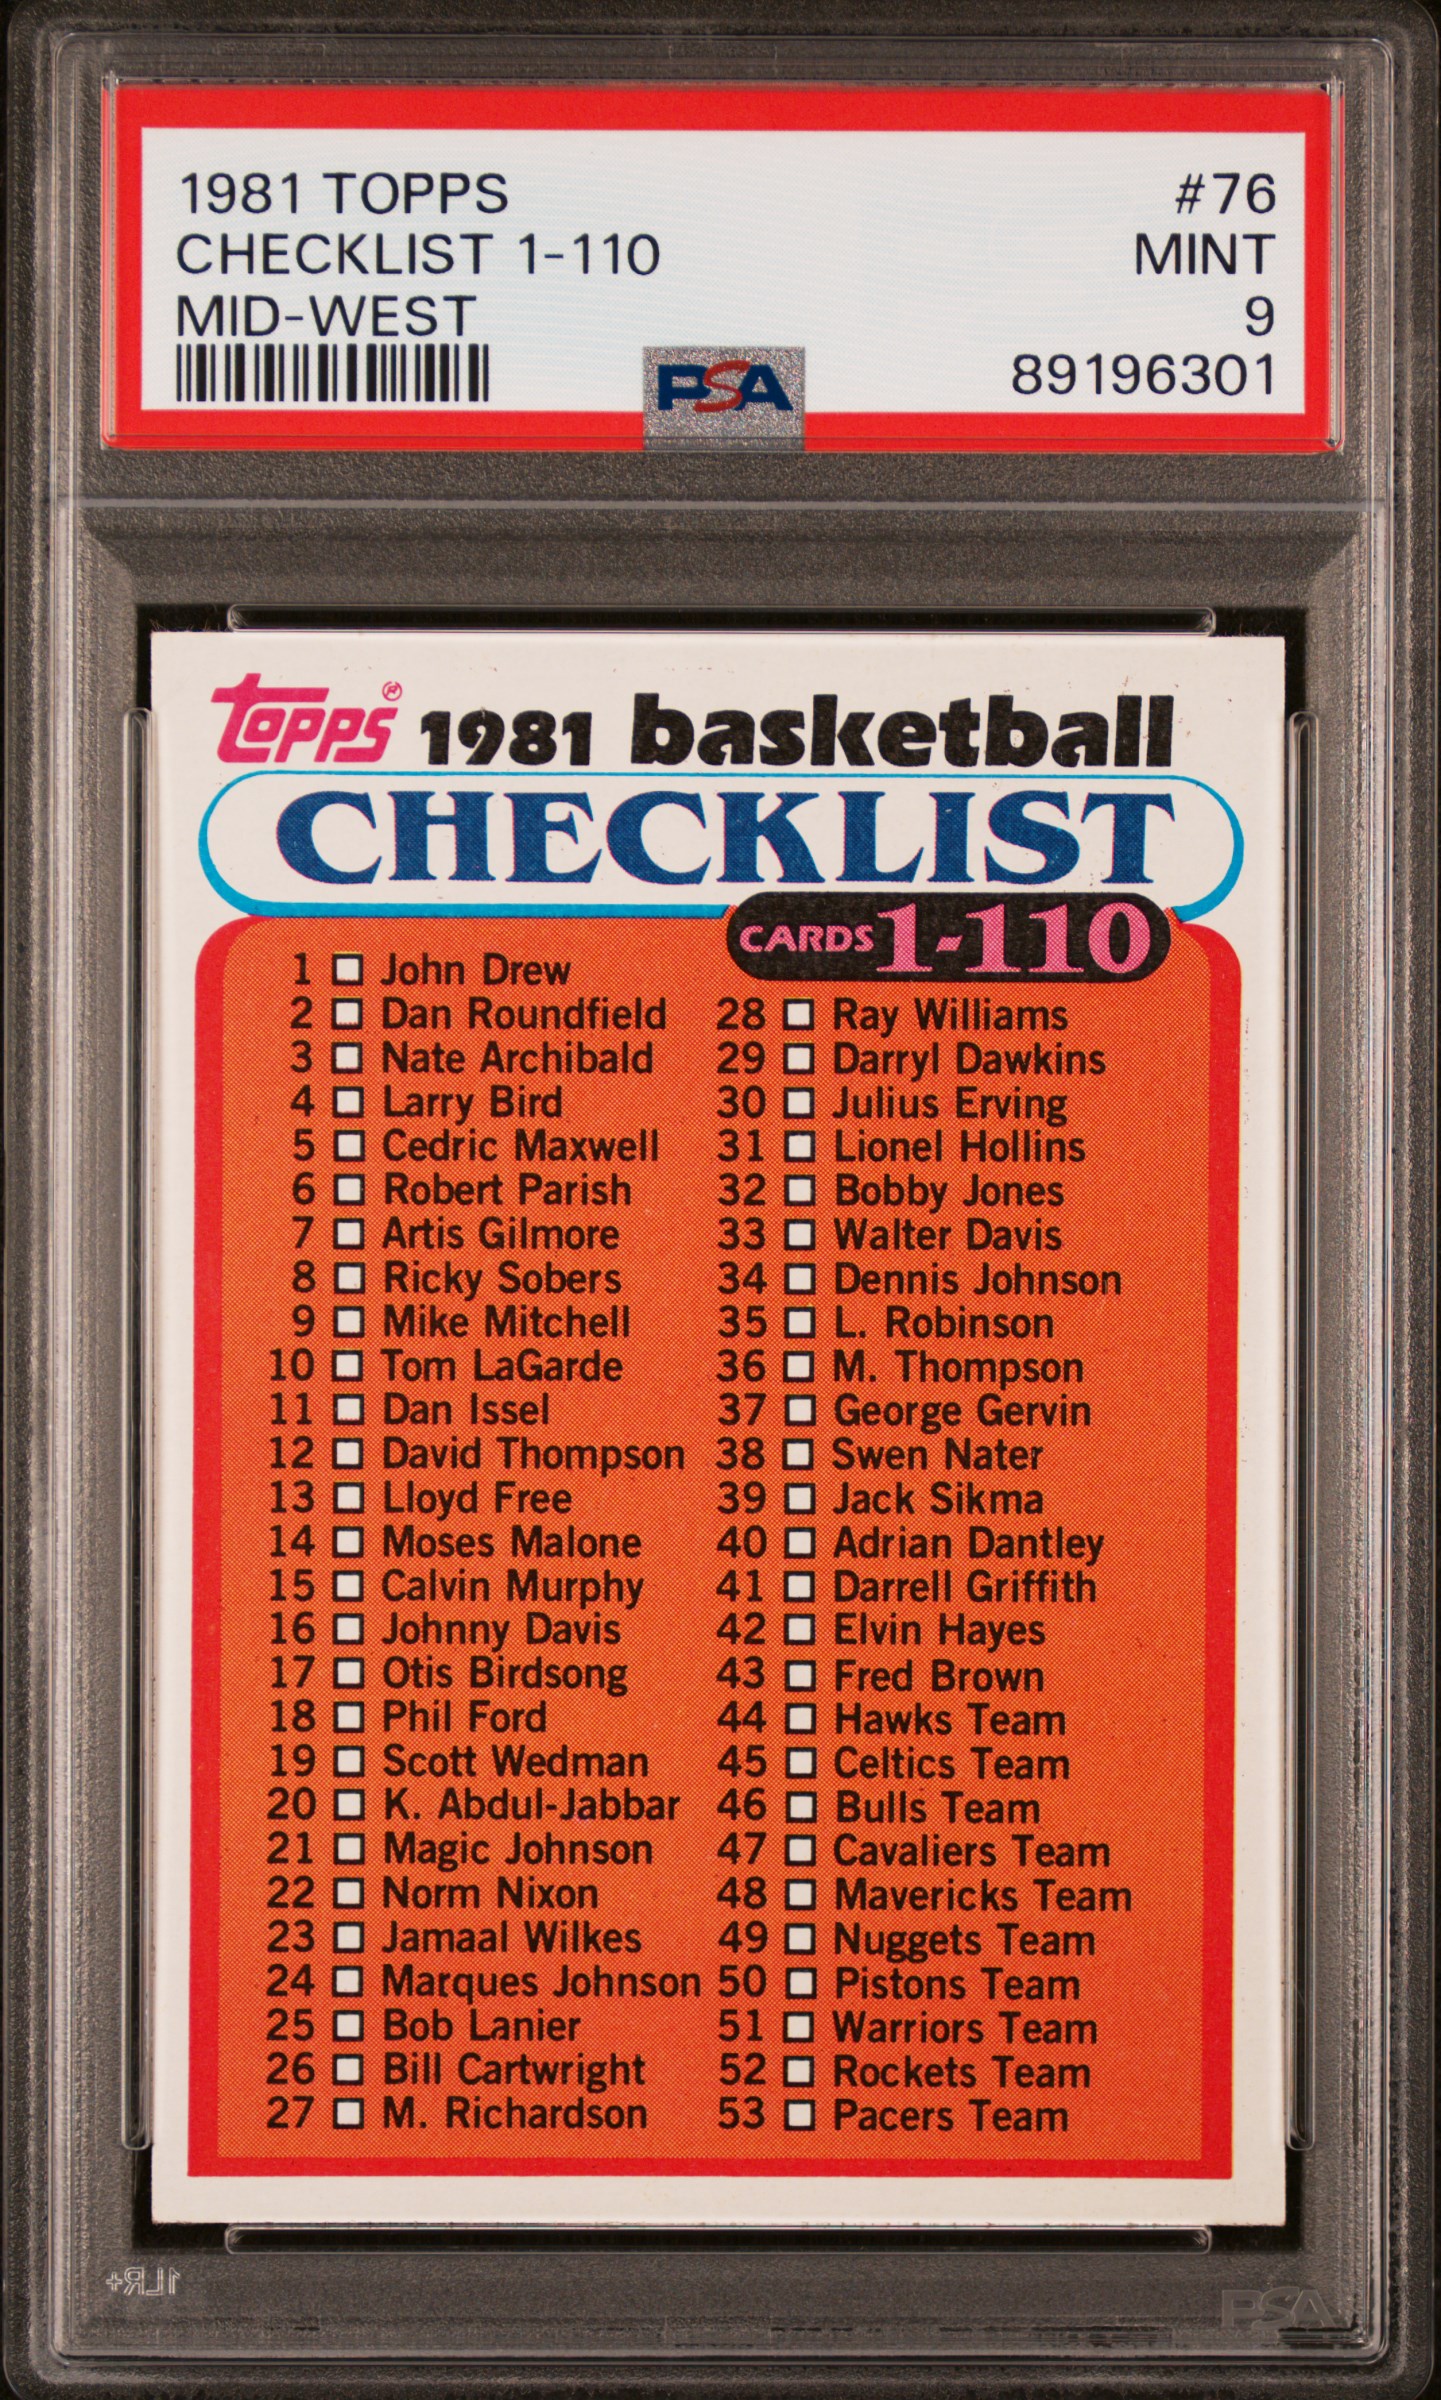 1981 TOPPS #76
CHECKLIST 1-110 MINT
MID-WEST 9
PSA 89196301
TOPPS® 1981 basketball
CHECKLIST
CARDS 1-110
1 John Drew
2 Dan Roundfield
3 Nate Archibald
4 Larry Bird
5 Cedric Maxwell
6 Robert Parish
7 Artis Gilmore
8 Ricky Sobers
9 Mike Mitchell
10 Tom LaGarde
11 Dan Issel
12 David Thompson
13 Lloyd Free
14 Moses Malone
15 Calvin Murphy
16 Johnny Davis
17 Otis Birdsong
18 Phil Ford
19 Scott Wedman
20 K. Abdul-Jabbar
21 Magic Johnson
22 Norm Nixon
23 Jamaal Wilkes
24 Marques Johnson
25 Bob Lanier
26 Bill Cartwright
27 M. Richardson
28 Ray Williams
29 Darryl Dawkins
30 Julius Erving
31 Lionel Hollins
32 Bobby Jones
33 Walter Davis
34 Dennis Johnson
35 L. Robinson
36 M. Thompson
37 George Gervin
38 Swen Nater
39 Jack Sikma
40 Adrian Dantley
41 Darrell Griffith
42 Elvin Hayes
43 Fred Brown
44 Hawks Team
45 Celtics Team
46 Bulls Team
47 Cavaliers Team
48 Mavericks Team
49 Nuggets Team
50 Pistons Team
51 Warriors Team
52 Rockets Team
53 Pacers Team
1LR+
PSA